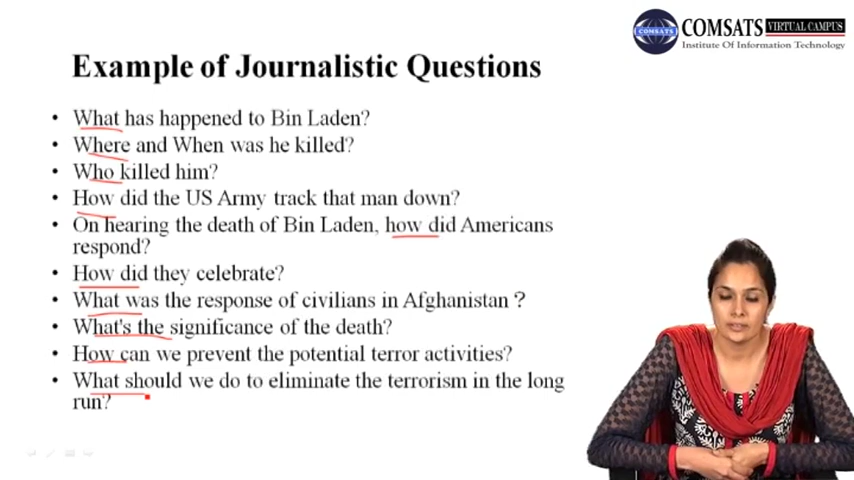 COMSATS VIRTUAL CAMPUS
COMSATS
Institute Of Information Technology
Example of Journalistic Questions
• What has happened to Bin Laden?
• Where and When was he killed?
• Who killed him?
• How did the US Army track that man down?
• On hearing the death of Bin Laden, how did Americans
respond?
• How did they celebrate?
• What was the response of civilians in Afghanistan?
• What's the significance of the death?
• How can we prevent the potential terror activities?
• What should we do to eliminate the terrorism in the long
run?